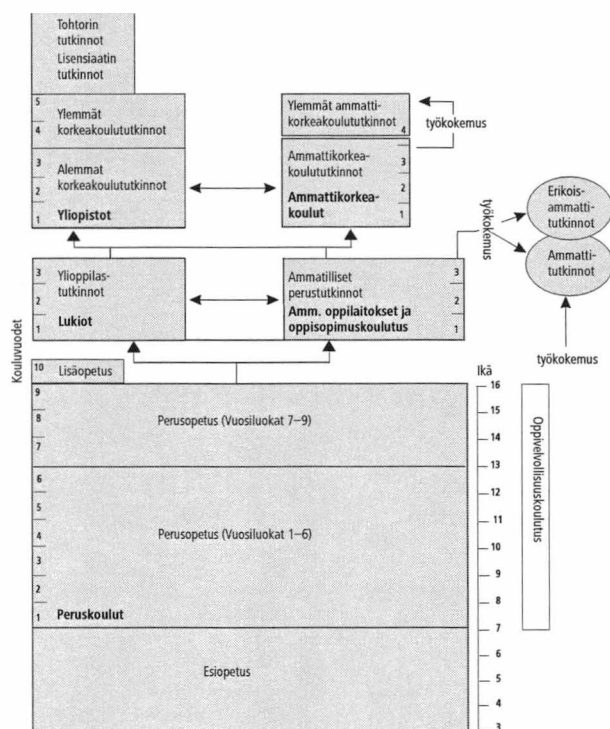 Tohtorin
tutkinnot
Lisensiaatin
tutkinnot
5
4
Ylemmät
korkeakoulututkinnot
3
2
1
Alemmat
korkeakoulututkinnot
Yliopistot
Ylemmät ammatti-
korkeakoulututkinnot
4
työkokemus
Ammattikorkea-
koulututkinnot
Ammattikorkea-
koulut
3
2
1
työkokemus
Erikois-
ammatti-
tutkinnot
Ammatti-
tutkinnot
työkokemus
3
2
1
Ylioppilas-
tutkinnot
Lukiot
Ammatilliset
perustutkinnot
Amm. oppilaitokset ja
oppisopimuskoulutus
3
2
1
Kouluvuodet
10 Lisäopetus
9
8
7
Perusopetus (Vuosiluokat 7–9)
6
5
4
3
2
1
Perusopetus (Vuosiluokat 1–6)
Peruskoulut
Esiopetus
Ikä
16
15
14
13
12
11
10
9
8
7
6
5
4
3
Oppivelvollisuuskoulutus